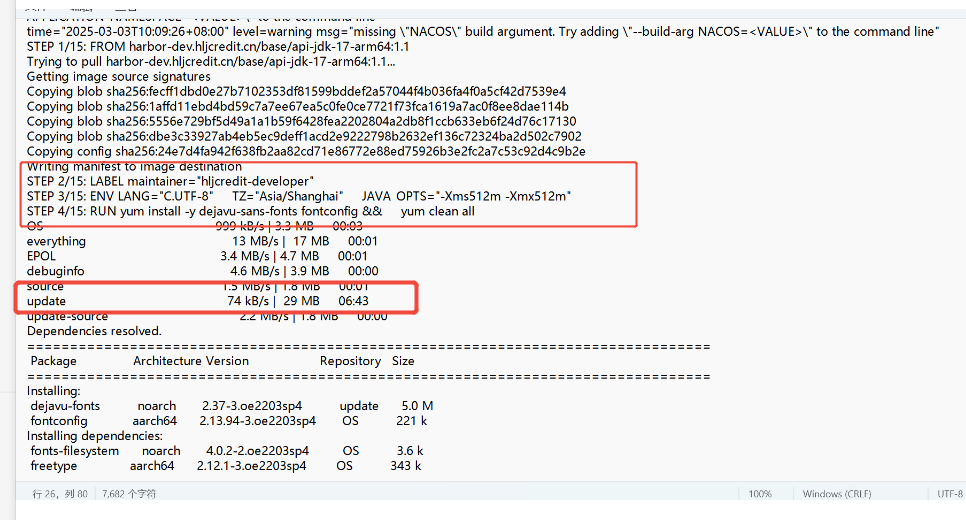 time="2025-03-03T10:09:26+08:00" level=warning msg="missing \"NACOS\" build argument. Try adding \"--build-arg NACOS=<VALUE>\" to the command line"
STEP 1/15: FROM harbor-dev.hljcredit.cn/base/api-jdk-17-arm64:1.1
Trying to pull harbor-dev.hljcredit.cn/base/api-jdk-17-arm64:1.1...
Getting image source signatures
Copying blob sha256:fecff1dbd0e27b7102353df81599bddef2a57044f4b036fa4f0a5cf42d7539e4
Copying blob sha256:1affd11ebd4bd59c7a7ee67ea5c0fe0ce7721f73fca1619a7ac0f8ee8dae114b
Copying blob sha256:5556e729bf5d49a1a1b59f6428fea2202804a2db8f1ccb633eb6f24d76c17130
Copying blob sha256:dbe3c33927ab4eb5ec9deff1acd2e9222798b2632ef136c72324ba2d502c7902
Copying config sha256:24e7d4fa942f638fb2aa82cd71e86772e88ed75926b3e2fc2a7c53c92d4c9b2e
Writing manifest to image destination
STEP 2/15: LABEL maintainer="hljcredit-developer"
STEP 3/15: ENV LANG="C.UTF-8" TZ="Asia/Shanghai" JAVA OPTS="-Xms512m -Xmx512m"
STEP 4/15: RUN yum install -y dejavu-sans-fonts fontconfig && yum clean all
OS 999 kB/s | 3.3 MB 00:03
everything 13 MB/s | 17 MB 00:01
EPOL 3.4 MB/s | 4.7 MB 00:01
debuginfo 4.6 MB/s | 3.9 MB 00:00
source 1.5 MB/s | 1.8 MB 00:01
update 74 kB/s | 29 MB 06:43
update-source 2.2 MB/s | 1.8 MB 00:00
Dependencies resolved.
================================================================================
Package Architecture Version Repository Size
================================================================================
Installing:
dejavu-fonts noarch 2.37-3.oe2203sp4 update 5.0 M
fontconfig aarch64 2.13.94-3.oe2203sp4 OS 221 k
Installing dependencies:
fonts-filesystem noarch 4.0.2-2.oe2203sp4 OS 3.6 k
freetype aarch64 2.12.1-3.oe2203sp4 OS 343 k
行 26，列 80 7,682 个字符 100% Windows (CRLF) UTF-8